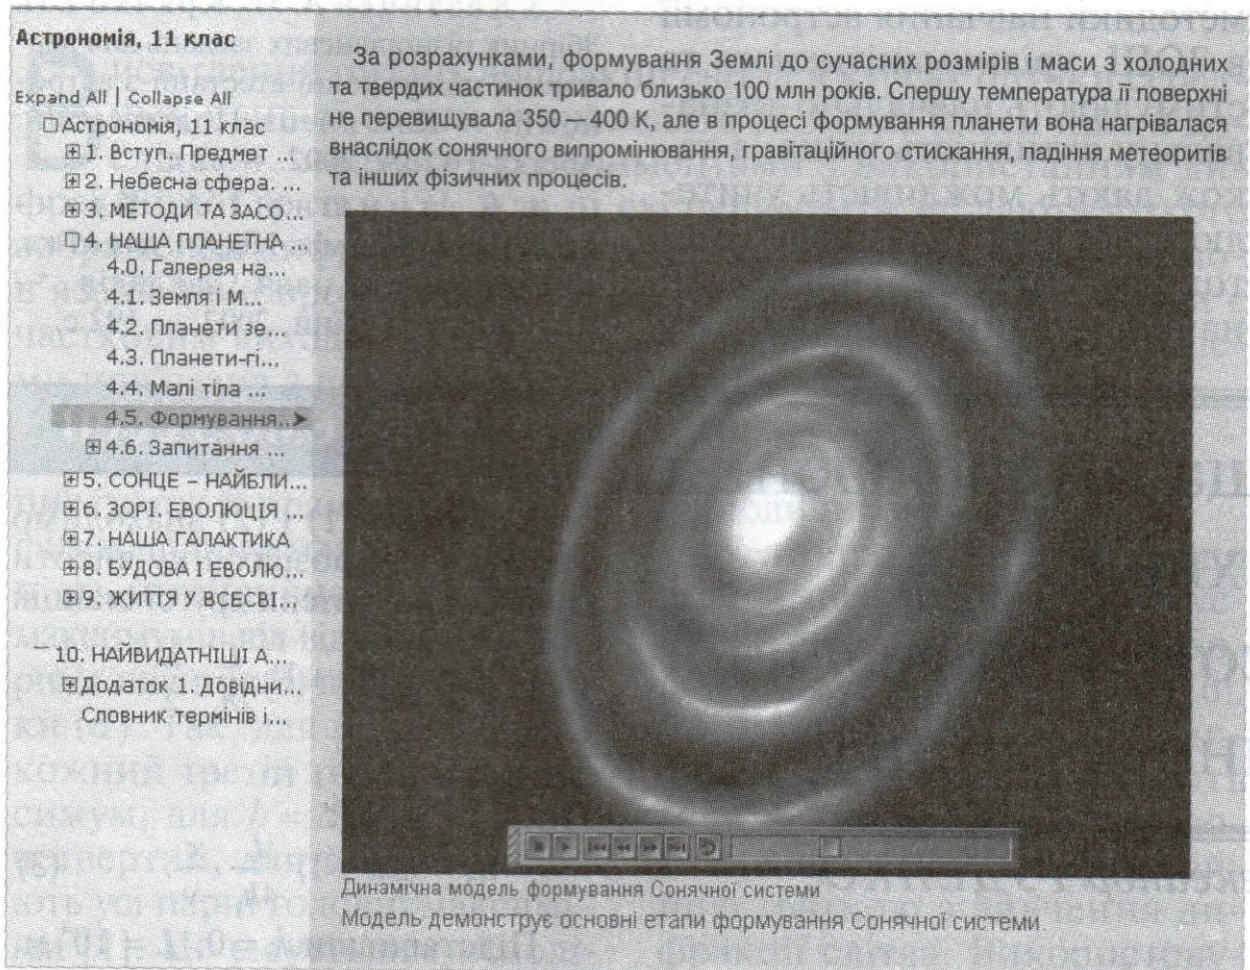 Астрономія, 11 клас
Expand All | Collapse All
Астрономія, 11 клас
1. Вступ. Предмет ...
2. Небесна сфера. ...
3. МЕТОДИ ТА ЗАСО...
4. НАША ПЛАНЕТНА ...
4.0. Галерея на...
4.1. Земля і М...
4.2. Планети зе...
4.3. Планети-гі...
4.4. Малі тіла ...
4.5. Формування...
4.6. Запитання ...
5. СОНЦЕ – НАЙБЛИ...
6. ЗОРІ. ЕВОЛЮЦІЯ ...
7. НАША ГАЛАКТИКА
8. БУДОВА І ЕВОЛЮ...
9. ЖИТТЯ У ВСЕСВІ...
10. НАЙВИДАТНІШІ А...
Додаток 1. Довідни...
Словник термінів і...
За розрахунками, формування Землі до сучасних розмірів і маси з холодних
та твердих частинок тривало близько 100 млн років. Спершу температура її поверхні
не перевищувала 350 — 400 К, але в процесі формування планети вона нагрівалася
внаслідок сонячного випромінювання, гравітаційного стискання, падіння метеоритів
та інших фізичних процесів.
Динамічна модель формування Сонячної системи
Модель демонструє основні етапи формування Сонячної системи.